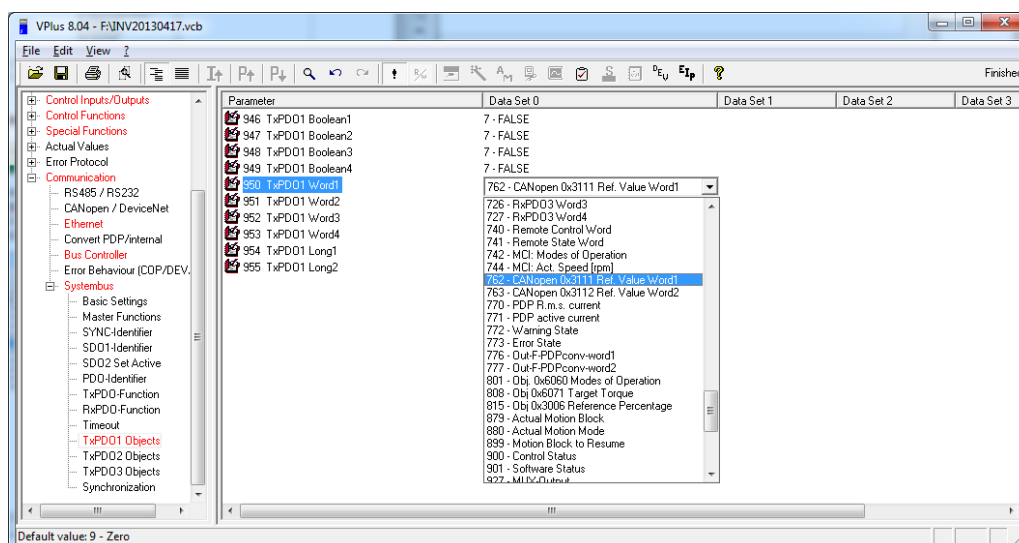 VPlus 8.04 - F:\INV20130417.vcb
File Edit View ?
Finished
Control Inputs/Outputs
Control Functions
Special Functions
Actual Values
Error Protocol
Communication
RS485 / RS232
CANopen / DeviceNet
Ethernet
Convert PDP/internal
Bus Controller
Error Behaviour (COP/DEV.
Systembus
Basic Settings
Master Functions
SYNC-Identifier
SDO1-Identifier
SDO2 Set Active
PDO-Identifier
TxPDO-Function
RxPDO-Function
Timeout
TxPDO1 Objects
TxPDO2 Objects
TxPDO3 Objects
Synchronization
Parameter Data Set 0 Data Set 1 Data Set 2 Data Set 3
946 TxPDO1 Boolean1 7 - FALSE
947 TxPDO1 Boolean2 7 - FALSE
948 TxPDO1 Boolean3 7 - FALSE
949 TxPDO1 Boolean4 7 - FALSE
950 TxPDO1 Word1 762 - CANopen 0x3111 Ref. Value Word1
951 TxPDO1 Word2
952 TxPDO1 Word3
953 TxPDO1 Word4
954 TxPDO1 Long1
955 TxPDO1 Long2
726 - RxPDO3 Word3
727 - RxPDO3 Word4
740 - Remote Control Word
741 - Remote State Word
742 - MCI: Modes of Operation
744 - MCI: Act. Speed [rpm]
762 - CANopen 0x3111 Ref. Value Word1
763 - CANopen 0x3112 Ref. Value Word2
770 - PDP R.m.s. current
771 - PDP active current
772 - Warning State
773 - Error State
776 - Out-F-PDPconv-word1
777 - Out-F-PDPconv-word2
801 - Obj. 0x6060 Modes of Operation
808 - Obj 0x6071 Target Torque
815 - Obj 0x3006 Reference Percentage
879 - Actual Motion Block
880 - Actual Motion Mode
899 - Motion Block to Resume
900 - Control Status
901 - Software Status
927 - MUX-Output
Default value: 9 - Zero